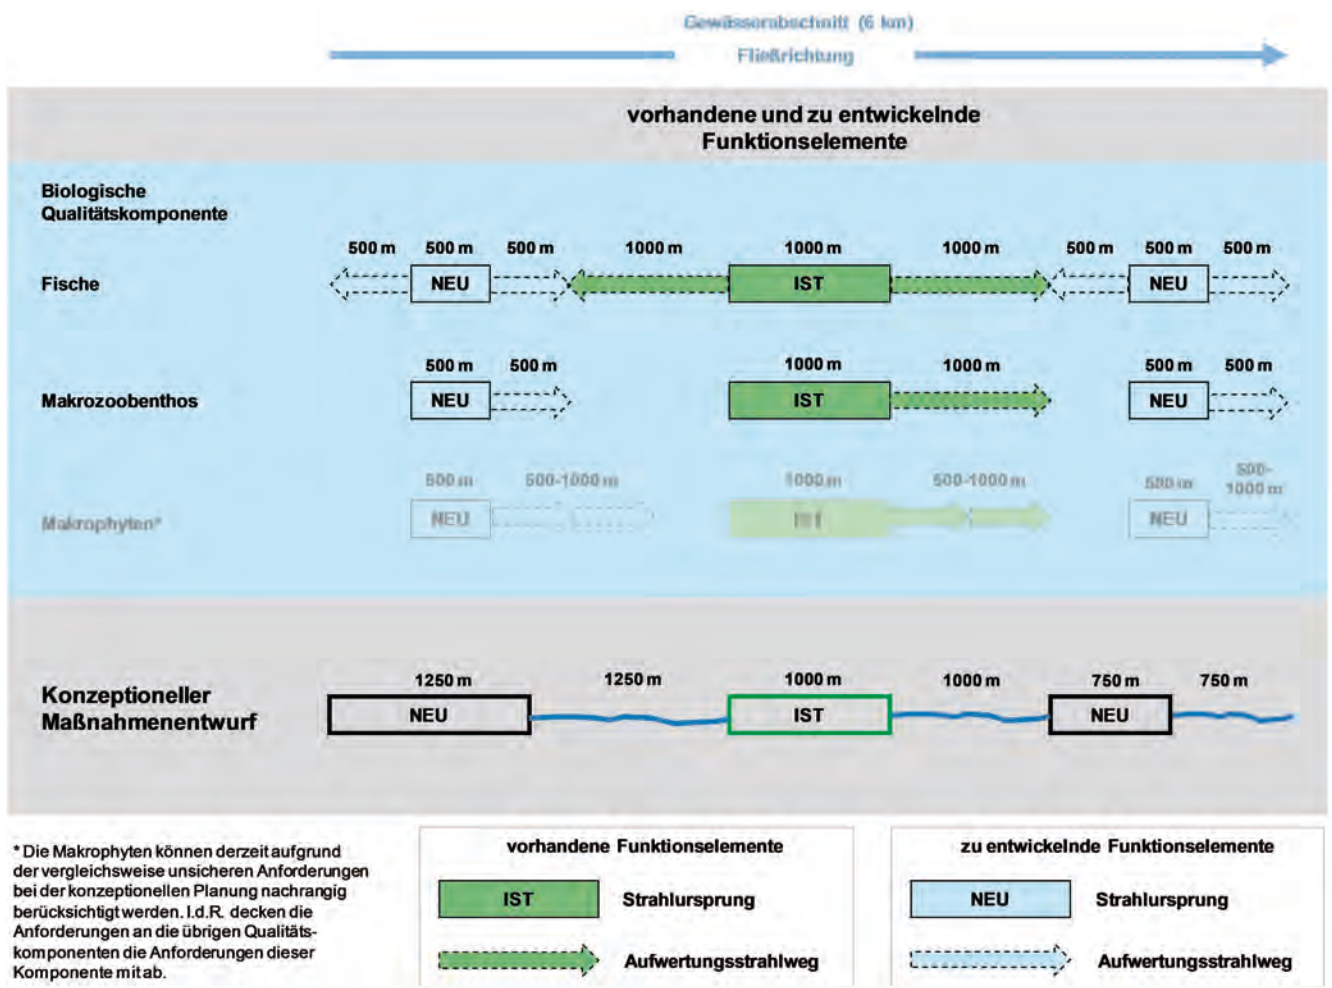 Gewässerabschnitt (6 km)
Fließrichtung
vorhandene und zu entwickelnde
Funktionselemente
Biologische
Qualitätskomponente
500 m 500 m 500 m 1000 m 1000 m 1000 m 500 m 500 m 500 m
Fische NEU IST NEU
500 m 500 m 1000 m 1000 m 500 m 500 m
Makrozoobenthos NEU IST NEU
500 m 500-1000 m 1000 m 500-1000 m 500 m 500-
1000 m
Makrophyten* NEU IST NEU
1250 m 1250 m 1000 m 1000 m 750 m 750 m
Konzeptioneller
Maßnahmenentwurf
NEU IST NEU
* Die Makrophyten können derzeit aufgrund
der vergleichsweise unsicheren Anforderungen
bei der konzeptionellen Planung nachrangig
berücksichtigt werden. I.d.R. decken die
Anforderungen an die übrigen Qualitäts-
komponenten die Anforderungen dieser
Komponente mit ab.
vorhandene Funktionselemente
IST Strahlursprung
Aufwertungsstrahlweg
zu entwickelnde Funktionselemente
NEU Strahlursprung
Aufwertungsstrahlweg